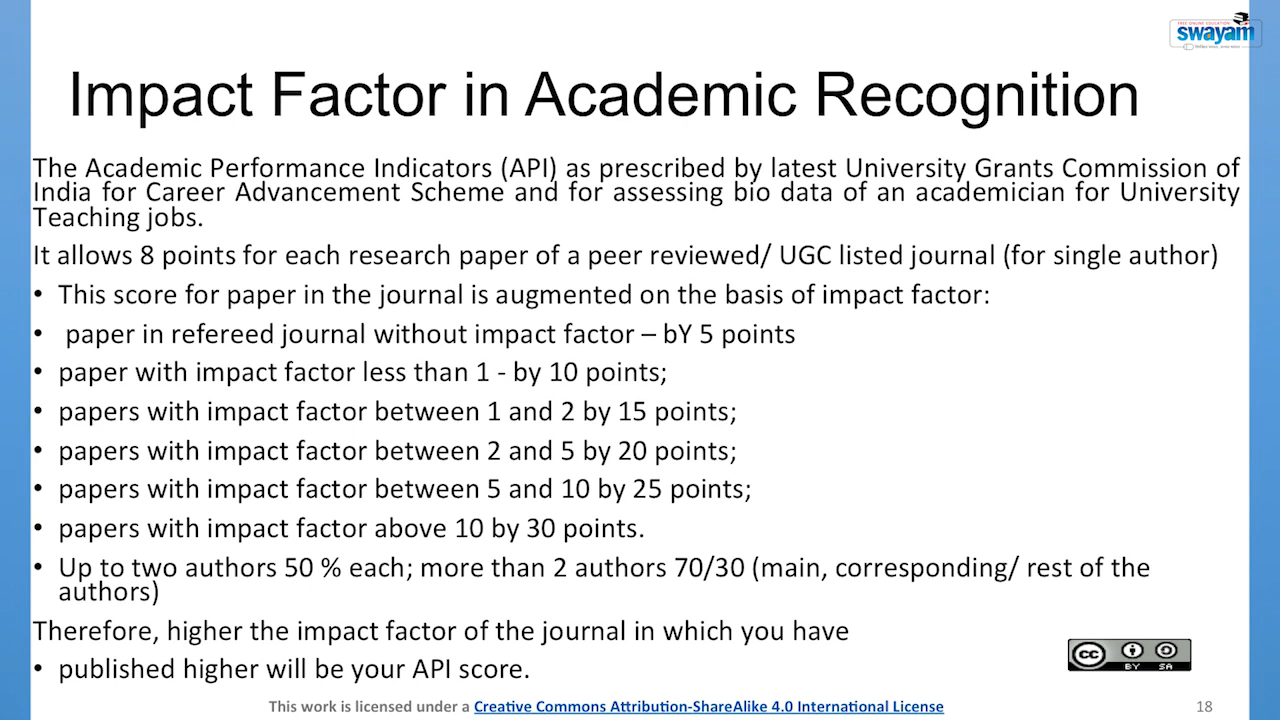 FREE ONLINE EDUCATION
swayam
Impact Factor in Academic Recognition
The Academic Performance Indicators (API) as prescribed by latest University Grants Commission of
India for Career Advancement Scheme and for assessing bio data of an academician for University
Teaching jobs.
It allows 8 points for each research paper of a peer reviewed/ UGC listed journal (for single author)
• This score for paper in the journal is augmented on the basis of impact factor:
• paper in refereed journal without impact factor – bY 5 points
• paper with impact factor less than 1 - by 10 points;
• papers with impact factor between 1 and 2 by 15 points;
• papers with impact factor between 2 and 5 by 20 points;
• papers with impact factor between 5 and 10 by 25 points;
• papers with impact factor above 10 by 30 points.
• Up to two authors 50 % each; more than 2 authors 70/30 (main, corresponding/ rest of the
authors)
Therefore, higher the impact factor of the journal in which you have
• published higher will be your API score.
cc BY SA
This work is licensed under a Creative Commons Attribution-ShareAlike 4.0 International License
18